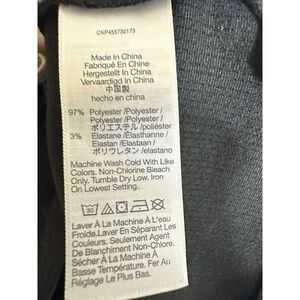 CKP455732173
Made In China
Fabriqué En Chine
Hergestellt In China
Vervaardigd In China
中国製
hecho en china
97% Polyester /Polyester /
Polyester /Polyester /
ポリエステル /poliéster
3% Elastane /Élasthanne /
Elastan /Elastaan /
ポリウレタン /elastano
Machine Wash Cold With Like
Colors. Non-Chlorine Bleach
Only. Tumble Dry Low. Iron
On Lowest Setting.
30
Laver À La Machine À L'eau
Froide.Laver En Séparant Les
Couleurs. Seulement Agent
De Blanchiment Non-Chlore.
Sécher À La Machine À
Basse Température. Fer Au
Réglage Le Plus Bas.